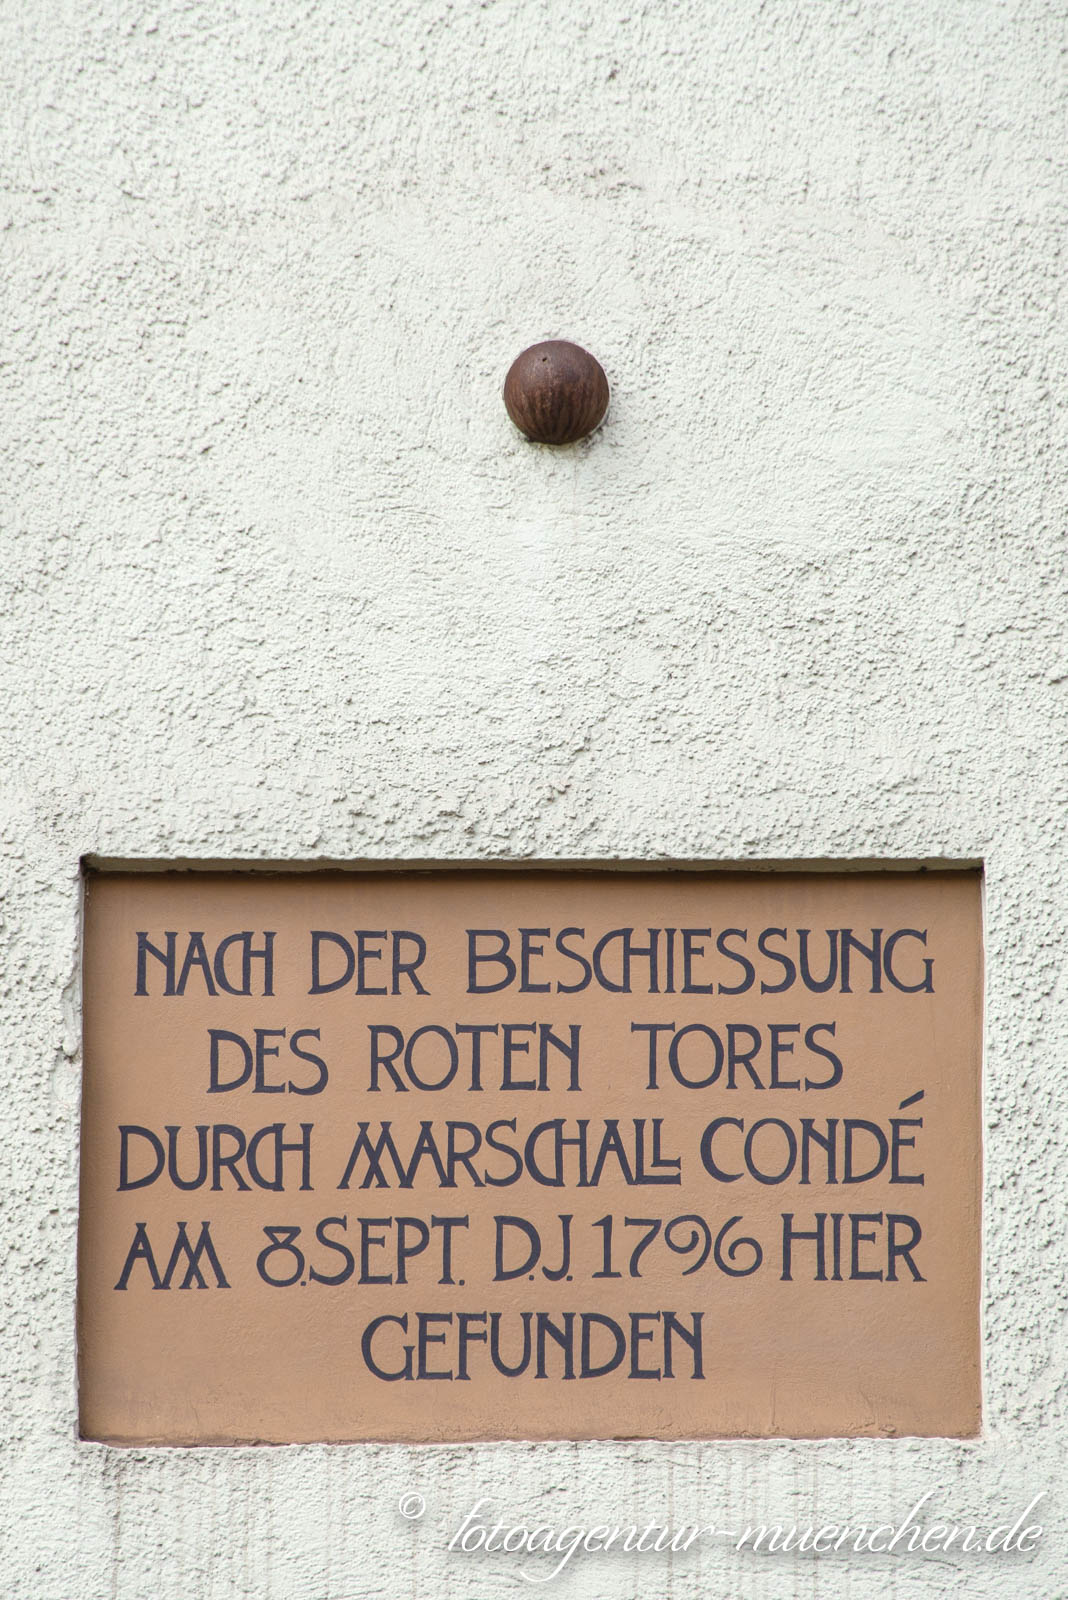 NACH DER BESCHIESSUNG
DES ROTEN TORES
DURCH MARSCHALL CONDÉ
AM 8.SEPT. D.J. 1796 HIER
GEFUNDEN
© fotoagentur-muenchen.de